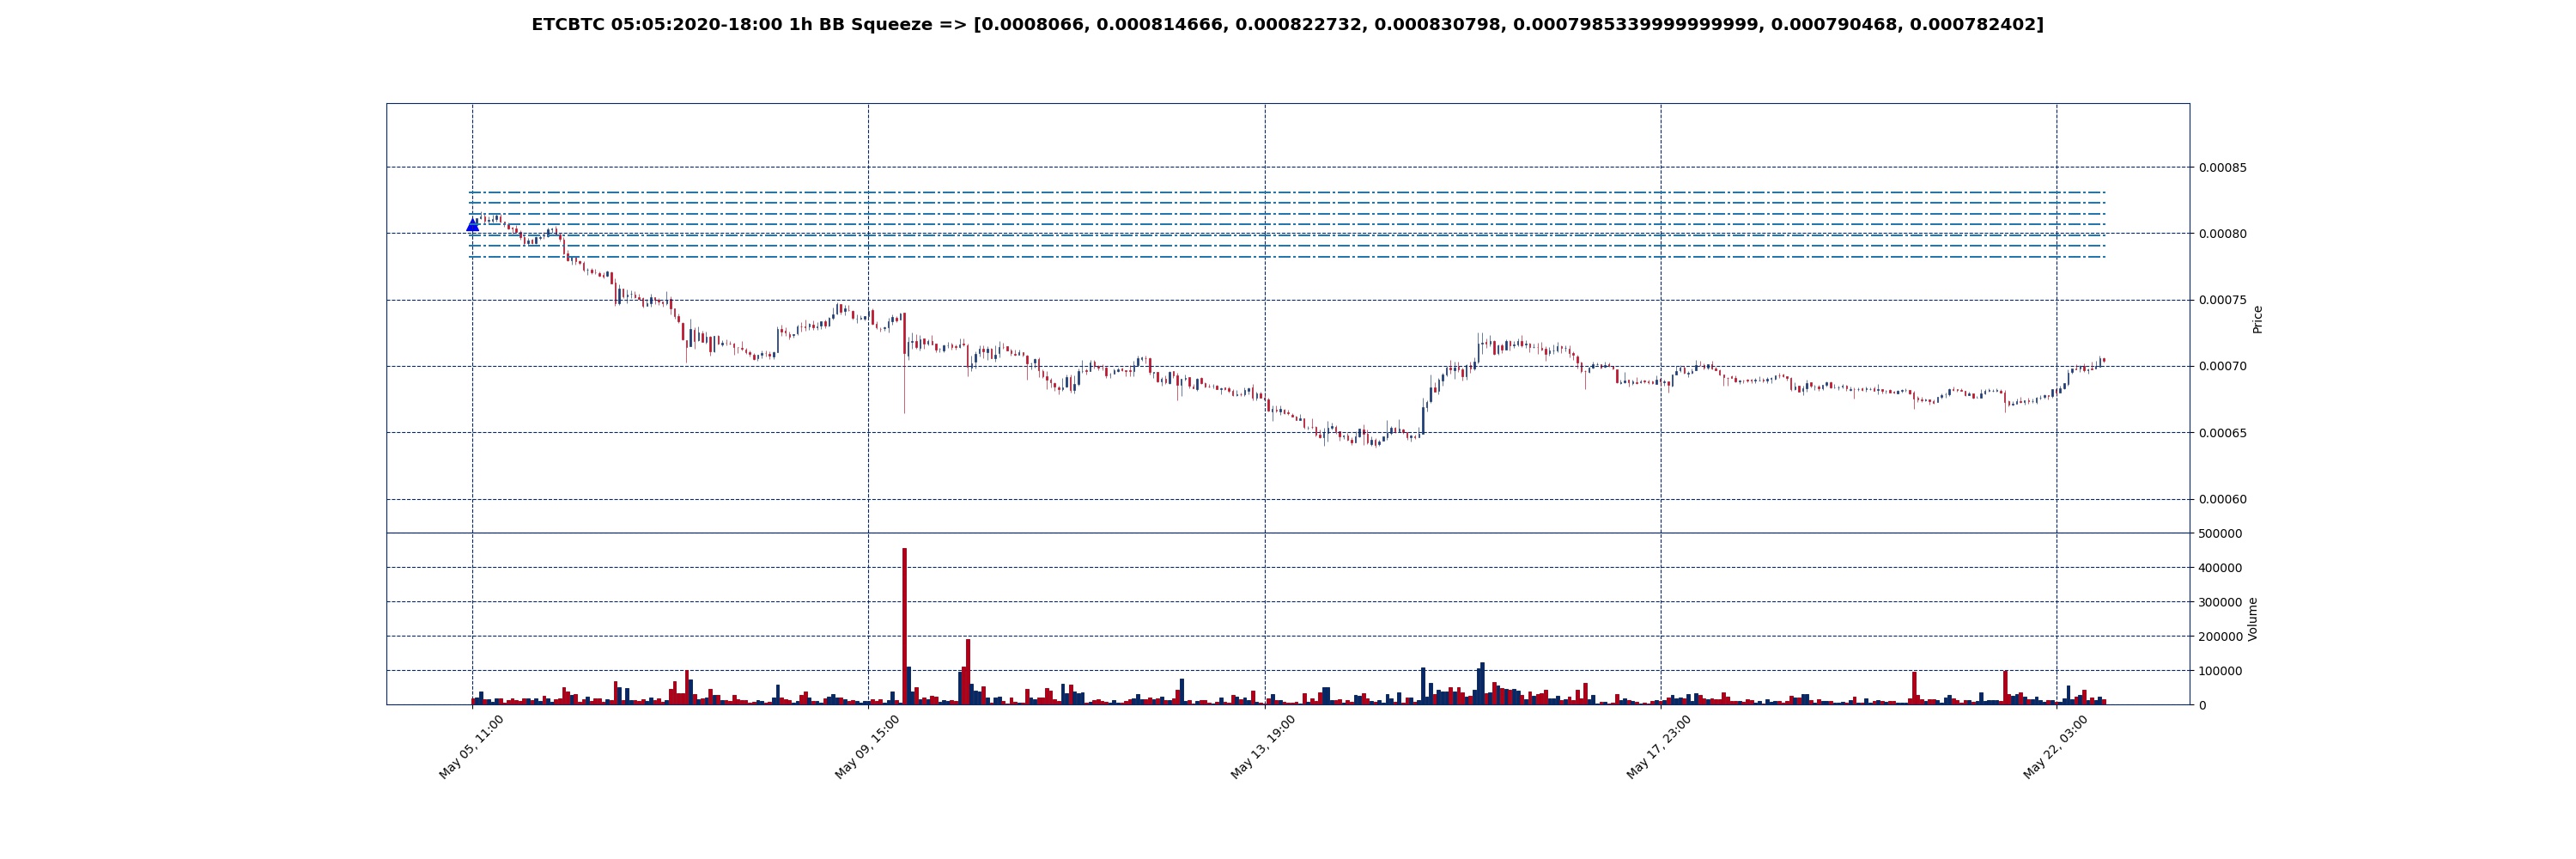 ETCBTC 05:05:2020-18:00 1h BB Squeeze => [0.0008066, 0.000814666, 0.000822732, 0.000830798, 0.0007985339999999999, 0.000790468, 0.000782402]
0.00085
0.00080
0.00075
0.00070
0.00065
0.00060
Price
500000
400000
300000
200000
100000
0
Volume
May 05, 11:00
May 09, 15:00
May 13, 19:00
May 17, 23:00
May 22, 03:00